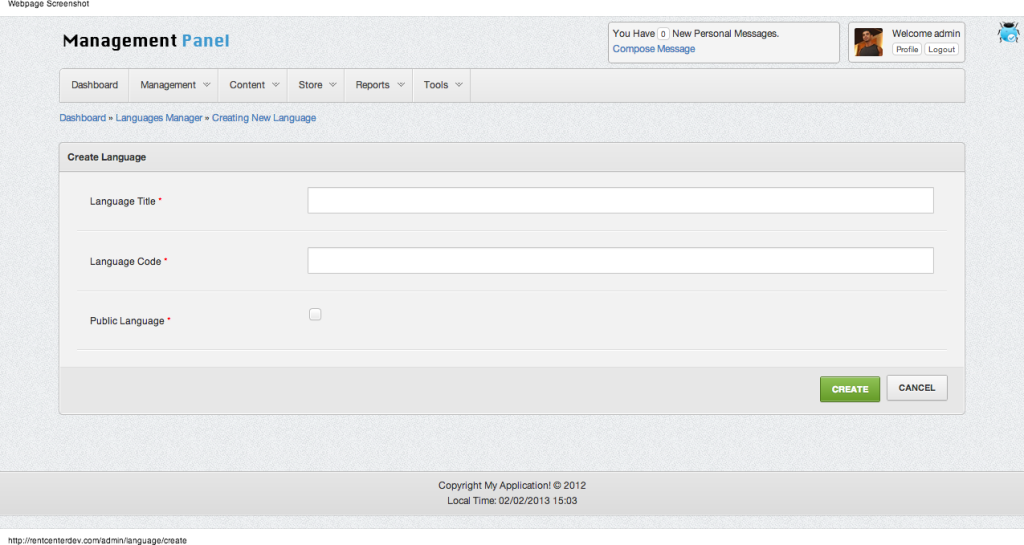 Webpage Screenshot
Management Panel
You Have 0 New Personal Messages.
Compose Message
Welcome admin
Profile Logout
Dashboard Management Content Store Reports Tools
Dashboard » Languages Manager » Creating New Language
Create Language
Language Title *
Language Code *
Public Language *
CREATE CANCEL
Copyright My Application! © 2012
Local Time: 02/02/2013 15:03
http://rentcenterdev.com/admin/language/create